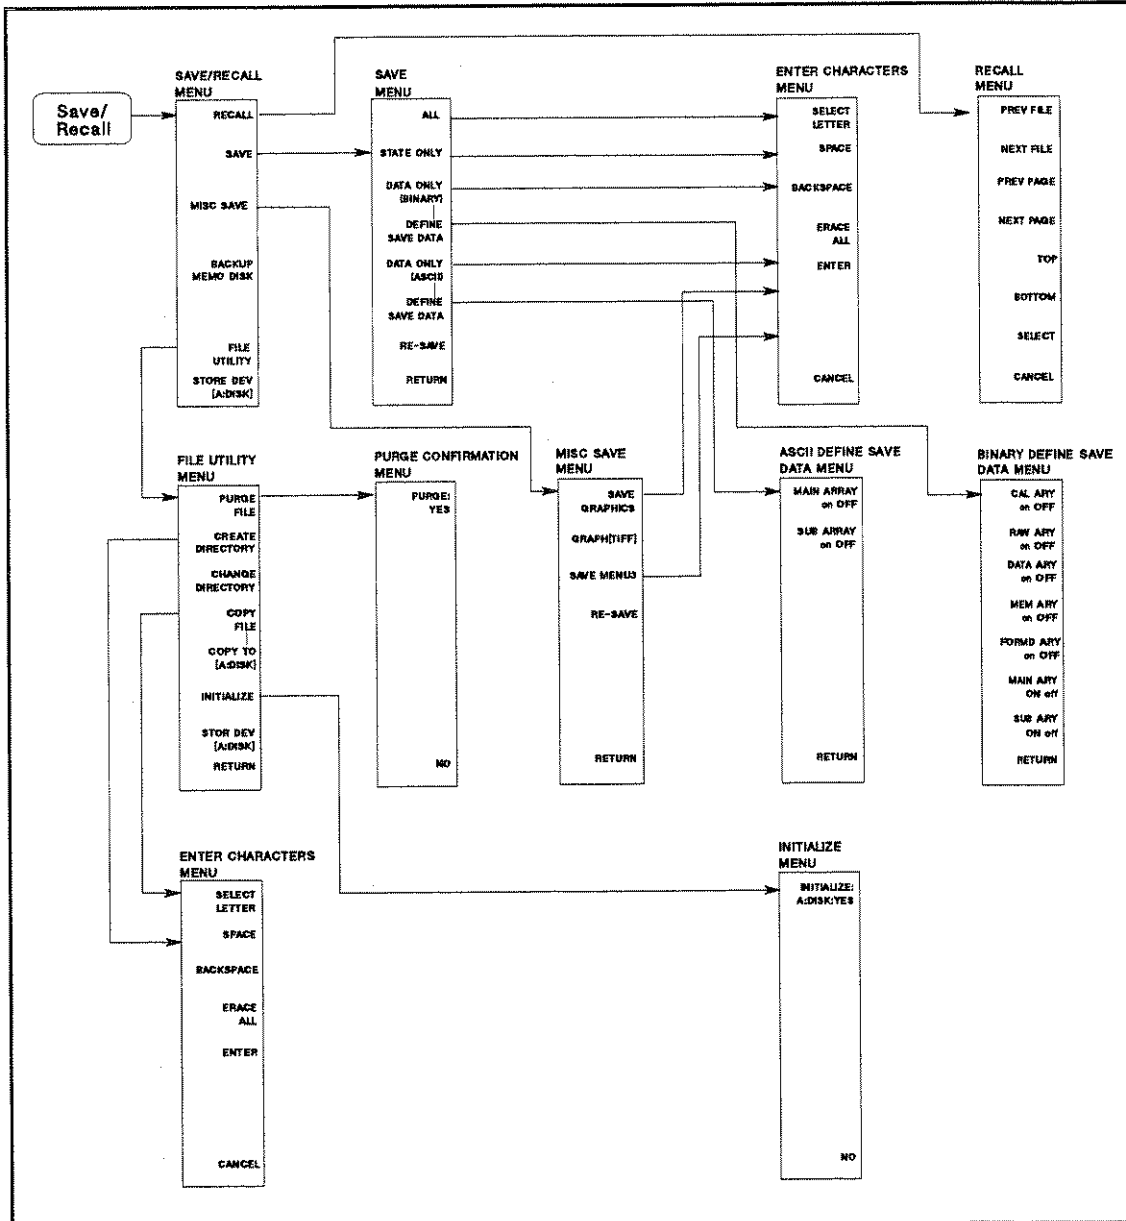 Save/
Recall
SAVE/RECALL
MENU
RECALL
SAVE
MISC SAVE
BACKUP
MEMO DISK
FILE
UTILITY
STORE DEV
[A:DISK]
SAVE
MENU
ALL
STATE ONLY
DATA ONLY
[BINARY]
DEFINE
SAVE DATA
DATA ONLY
[ASCII]
DEFINE
SAVE DATA
RE-SAVE
RETURN
ENTER CHARACTERS
MENU
SELECT
LETTER
SPACE
BACKSPACE
ERACE
ALL
ENTER
CANCEL
RECALL
MENU
PREV FILE
NEXT FILE
PREV PAGE
NEXT PAGE
TOP
BOTTOM
SELECT
CANCEL
FILE UTILITY
MENU
PURGE
FILE
CREATE
DIRECTORY
CHANGE
DIRECTORY
COPY
FILE
COPY TO
[A:DISK]
INITIALIZE
STOR DEV
[A:DISK]
RETURN
PURGE CONFIRMATION
MENU
PURGE:
YES
NO
MISC SAVE
MENU
SAVE
GRAPHICS
GRAPH[TIFF]
SAVE MENU3
RE-SAVE
RETURN
ASCII DEFINE SAVE
DATA MENU
MAIN ARRAY
on OFF
SUB ARRAY
on OFF
RETURN
BINARY DEFINE SAVE
DATA MENU
CAL ARY
on OFF
RAW ARY
on OFF
DATA ARY
on OFF
MEM ARY
on OFF
FORMD ARY
on OFF
MAIN ARY
ON off
SUB ARY
ON off
RETURN
ENTER CHARACTERS
MENU
SELECT
LETTER
SPACE
BACKSPACE
ERACE
ALL
ENTER
CANCEL
INITIALIZE
MENU
INITIALIZE:
A:DISK:YES
NO